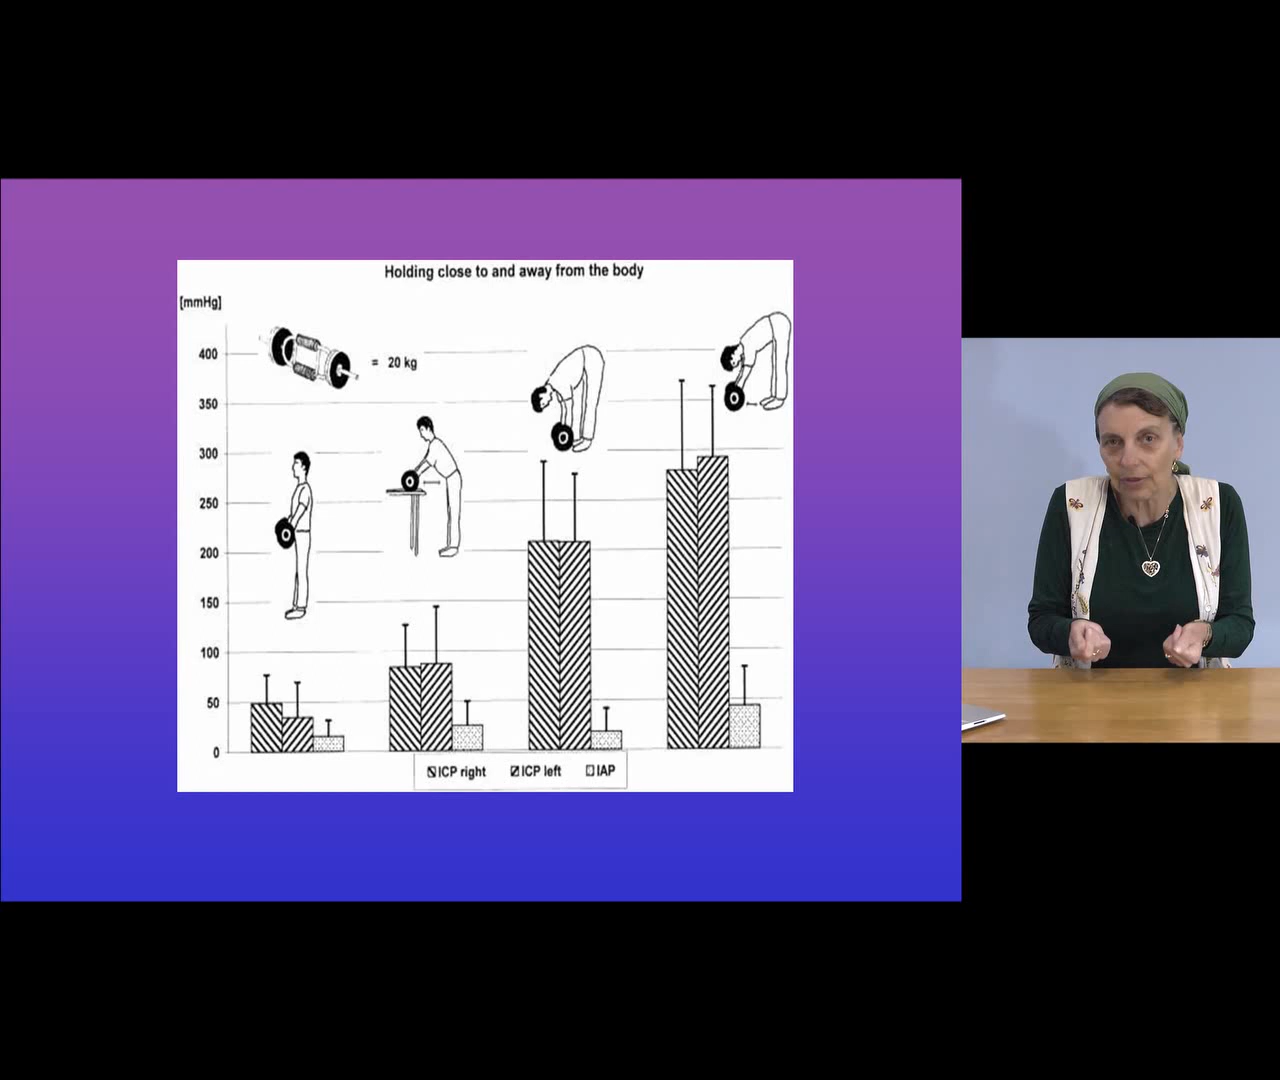 Holding close to and away from the body
[mmHg]
400
350
300
250
200
150
100
50
0
= 20 kg
ICP right
ICP left
IAP